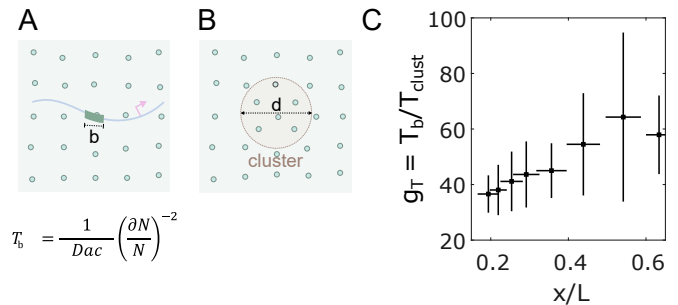 A
b
T_b = 1 / Dac (∂N / N)^−2
B
d
cluster
C
g_T = T_b/T_clust
100
80
60
40
20
0.2 0.4 0.6
x/L